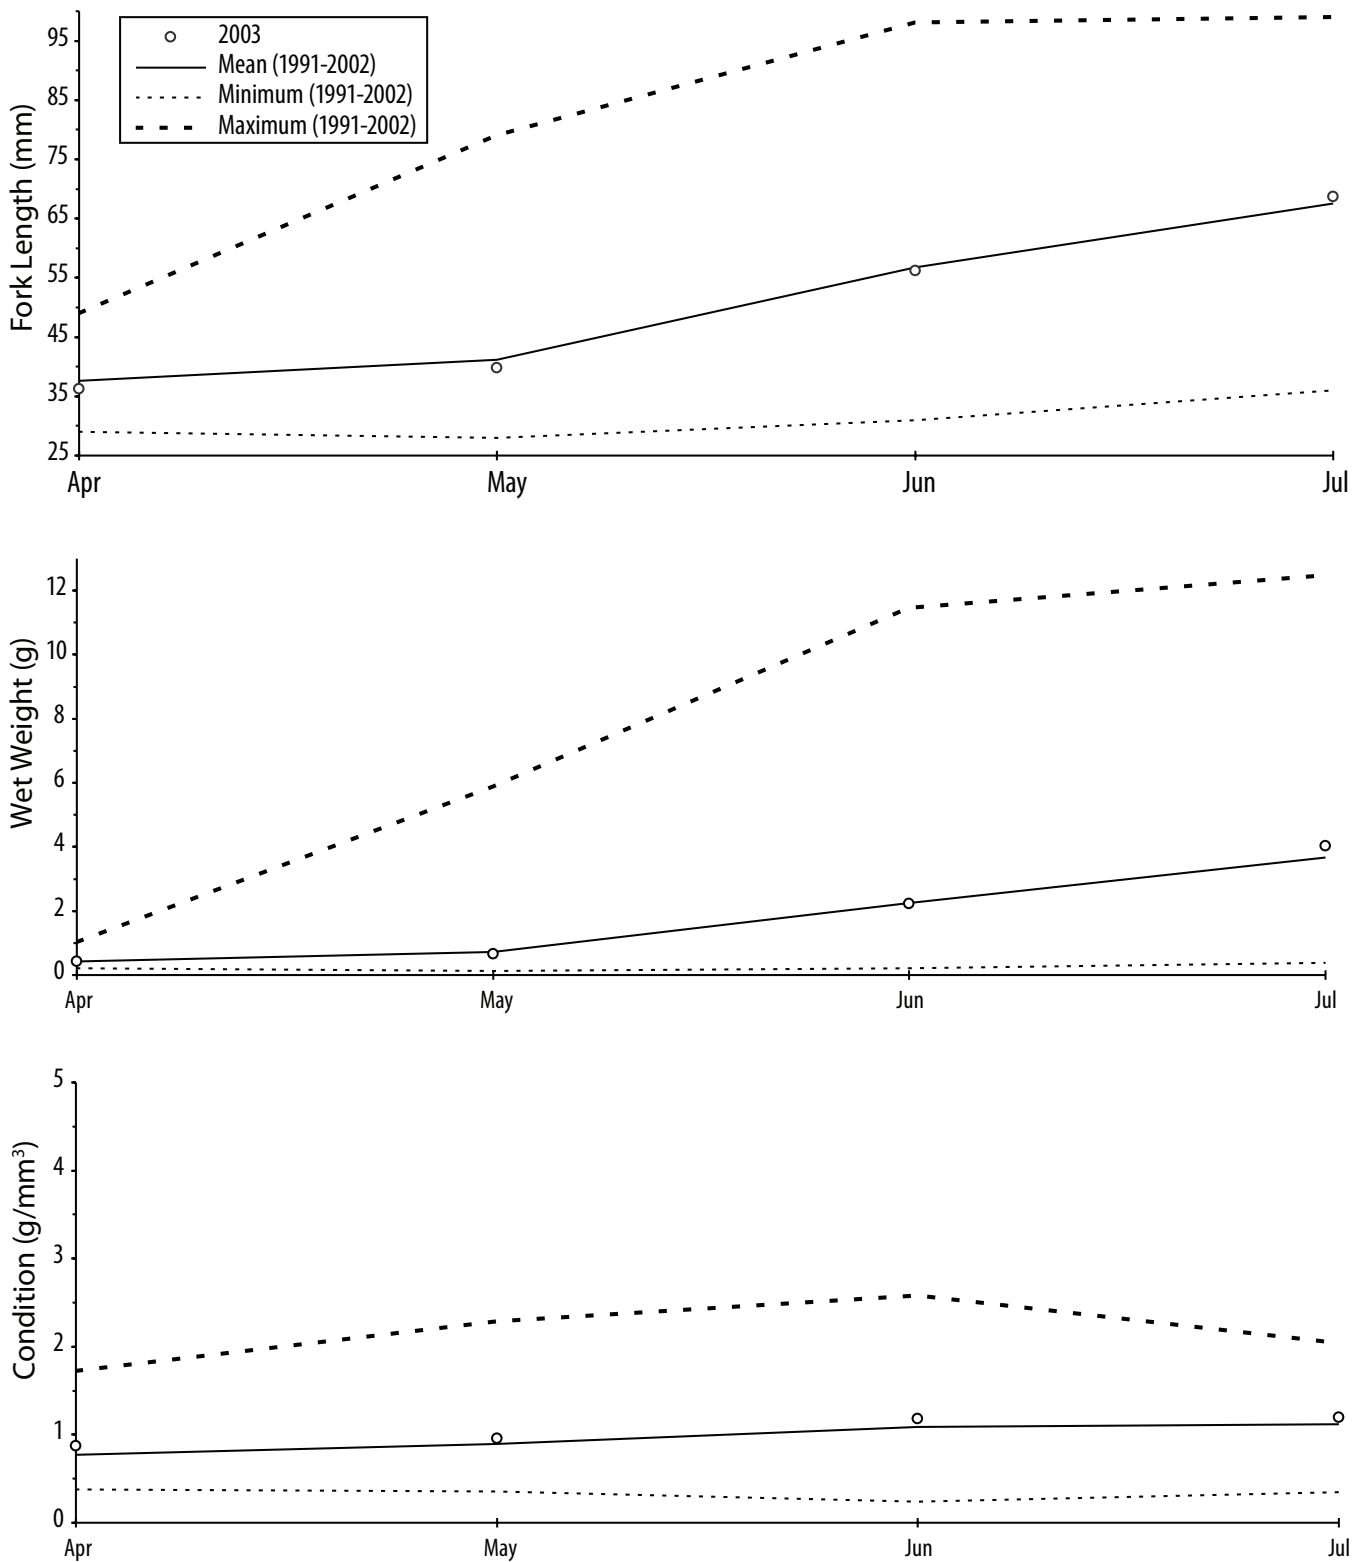 2003
Mean (1991-2002)
Minimum (1991-2002)
Maximum (1991-2002)
Fork Length (mm)
95
85
75
65
55
45
35
25
Apr May Jun Jul
Wet Weight (g)
12
10
8
6
4
2
0
Apr May Jun Jul
Condition (g/mm³)
5
4
3
2
1
0
Apr May Jun Jul